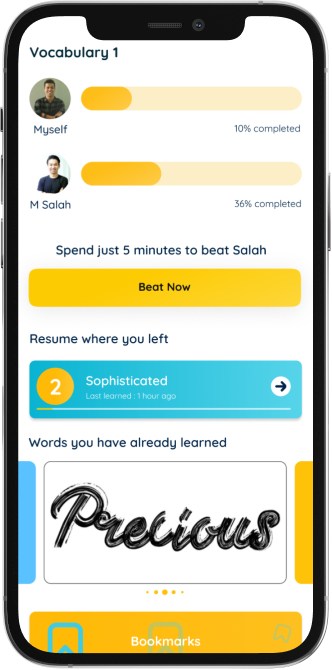 Vocabulary 1
Myself
10% completed
M Salah
36% completed
Spend just 5 minutes to beat Salah
Beat Now
Resume where you left
2
Sophisticated
Last learned : 1 hour ago
Words you have already learned
Precious
Bookmarks